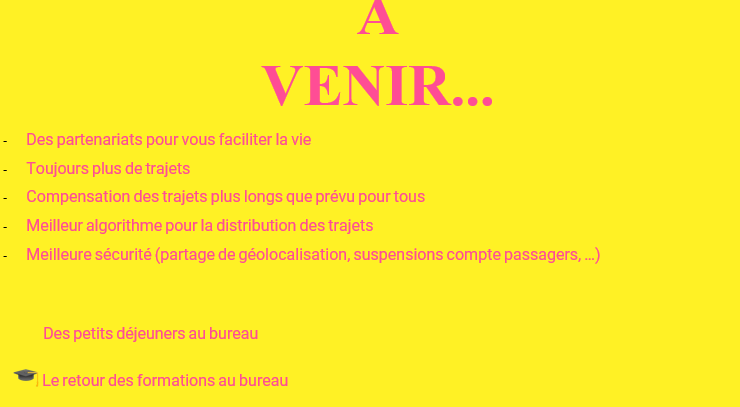 A
VENIR...
- Des partenariats pour vous faciliter la vie
- Toujours plus de trajets
- Compensation des trajets plus longs que prévu pour tous
- Meilleur algorithme pour la distribution des trajets
- Meilleure sécurité (partage de géolocalisation, suspensions compte passagers, ...)
Des petits déjeuners au bureau
🎓 Le retour des formations au bureau